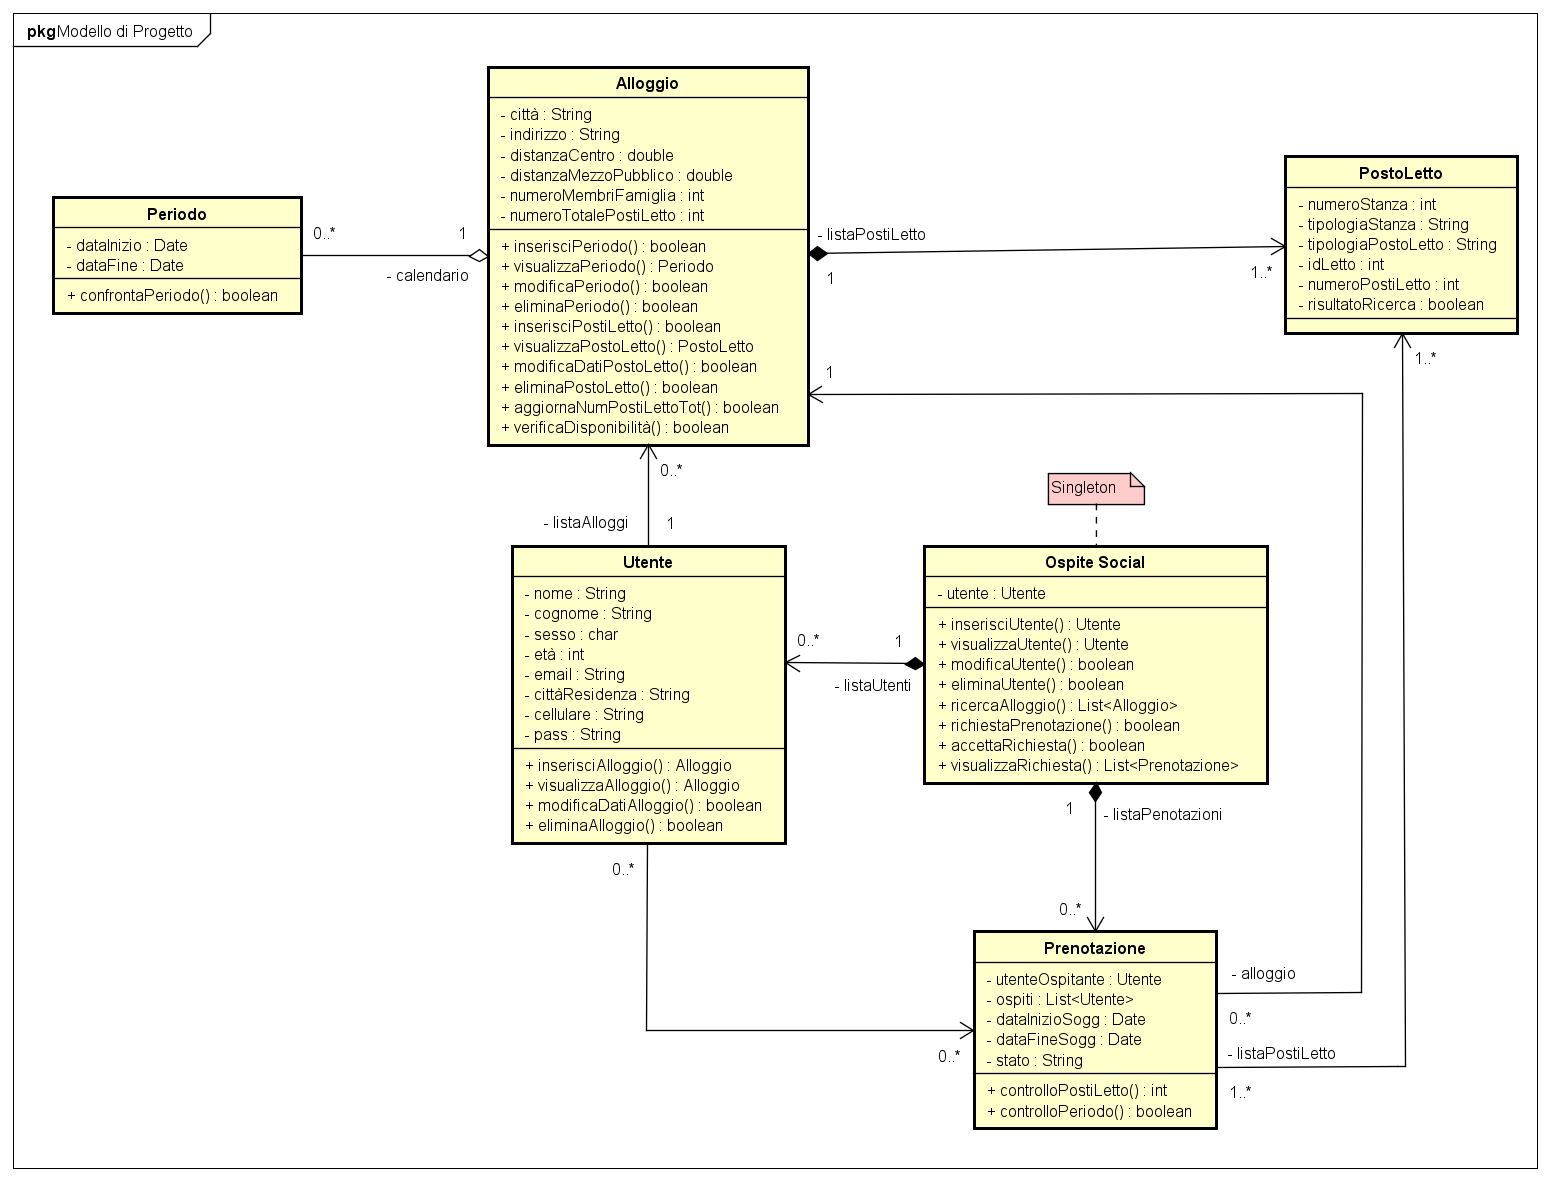 pkg Modello di Progetto
Alloggio
- città : String
- indirizzo : String
- distanzaCentro : double
- distanzaMezzoPubblico : double
- numeroMembriFamiglia : int
- numeroTotalePostiLetto : int
+ inserisciPeriodo() : boolean
+ visualizzaPeriodo() : Periodo
+ modificaPeriodo() : boolean
+ eliminaPeriodo() : boolean
+ inserisciPostiLetto() : boolean
+ visualizzaPostoLetto() : PostoLetto
+ modificaDatiPostoLetto() : boolean
+ eliminaPostoLetto() : boolean
+ aggiornaNumPostiLettoTot() : boolean
+ verificaDisponibilità() : boolean
Periodo
- dataInizio : Date
- dataFine : Date
+ confrontaPeriodo() : boolean
0..*
1
- calendario
- listaPostiLetto
1
1..*
PostoLetto
- numeroStanza : int
- tipologiaStanza : String
- tipologiaPostoLetto : String
- idLetto : int
- numeroPostiLetto : int
- risultatoRicerca : boolean
1..*
1
0..*
- listaAlloggi
1
Singleton
Utente
- nome : String
- cognome : String
- sesso : char
- età : int
- email : String
- cittàResidenza : String
- cellulare : String
- pass : String
+ inserisciAlloggio() : Alloggio
+ visualizzaAlloggio() : Alloggio
+ modificaDatiAlloggio() : boolean
+ eliminaAlloggio() : boolean
0..*
1
- listaUtenti
Ospite Social
- utente : Utente
+ inserisciUtente() : Utente
+ visualizzaUtente() : Utente
+ modificaUtente() : boolean
+ eliminaUtente() : boolean
+ ricercaAlloggio() : List<Alloggio>
+ richiestaPrenotazione() : boolean
+ accettaRichiesta() : boolean
+ visualizzaRichiesta() : List<Prenotazione>
1
- listaPenotazioni
0..*
0..*
0..*
Prenotazione
- utenteOspitante : Utente
- ospiti : List<Utente>
- dataInizioSogg : Date
- dataFineSogg : Date
- stato : String
+ controlloPostiLetto() : int
+ controlloPeriodo() : boolean
- alloggio
0..*
- listaPostiLetto
1..*